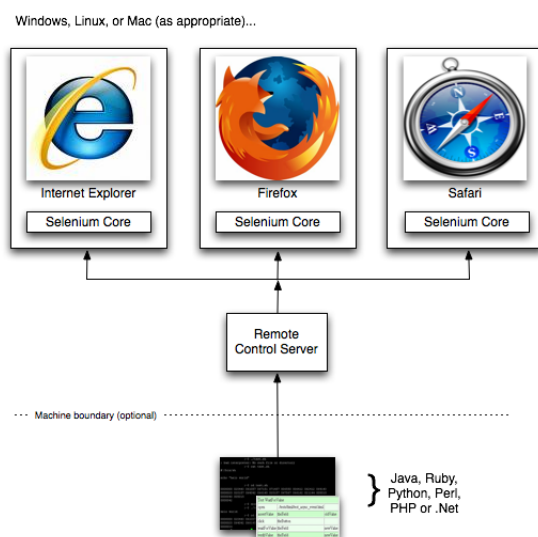 Windows, Linux, or Mac (as appropriate)...
Internet Explorer
Firefox
Safari
Selenium Core
Selenium Core
Selenium Core
Remote
Control Server
Machine boundary (optional)
Java, Ruby,
Python, Perl,
PHP or .Net